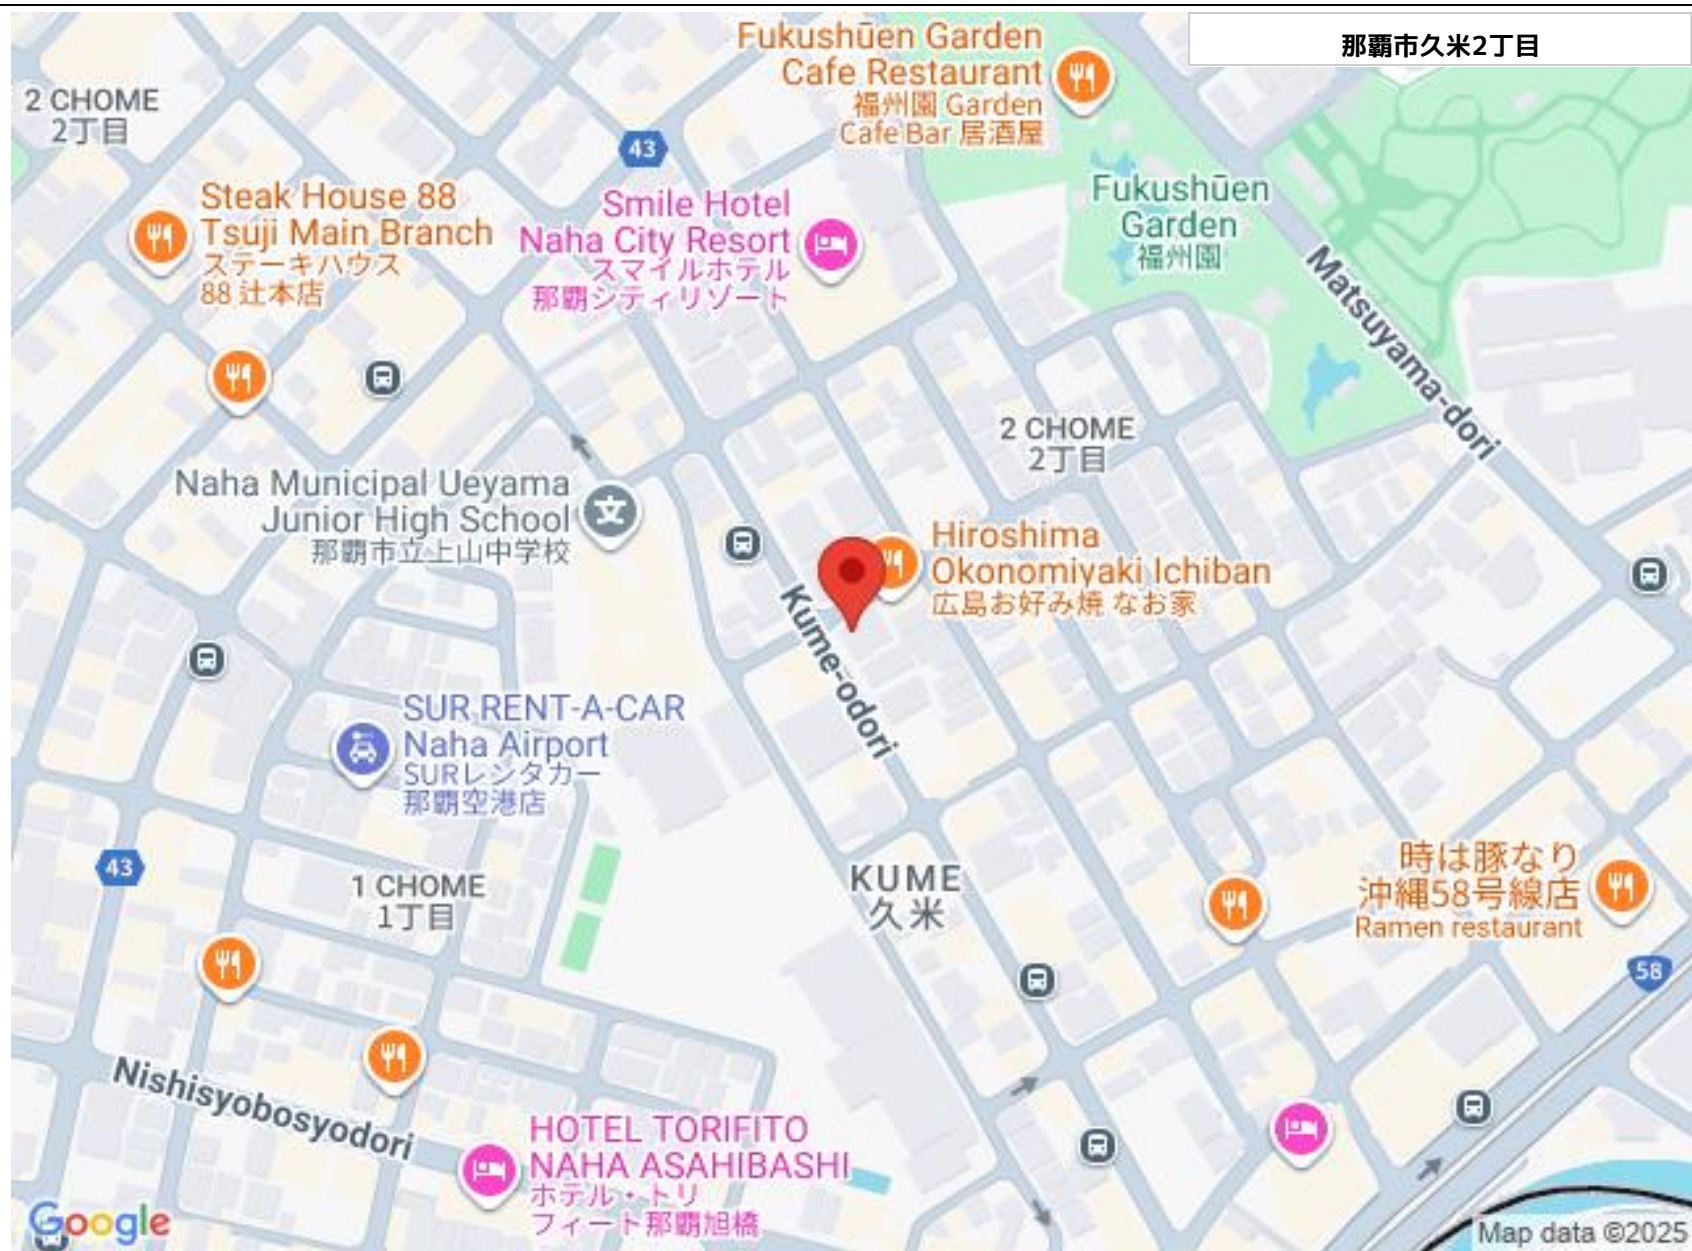 那覇市久米2丁目
Fukushūen Garden
Cafe Restaurant
福州園 Garden
Cafe Bar 居酒屋
2 CHOME
2丁目
43
Steak House 88
Tsuji Main Branch
ステーキハウス
88 辻本店
Smile Hotel
Naha City Resort
スマイルホテル
那覇シティリゾート
Fukushūen
Garden
福州園
Matsuyama-dori
2 CHOME
2丁目
Naha Municipal Ueyama
Junior High School
那覇市立上山中学校
文
Hiroshima
Okonomiyaki Ichiban
広島お好み焼 なお家
Kume-odori
SUR RENT-A-CAR
Naha Airport
SURレンタカー
那覇空港店
43
1 CHOME
1丁目
KUME
久米
時は豚なり
沖縄58号線店
Ramen restaurant
58
Nishisyobosyodori
HOTEL TORIFITO
NAHA ASAHIBASHI
ホテル・トリ
フィート那覇旭橋
Google
Map data ©2025